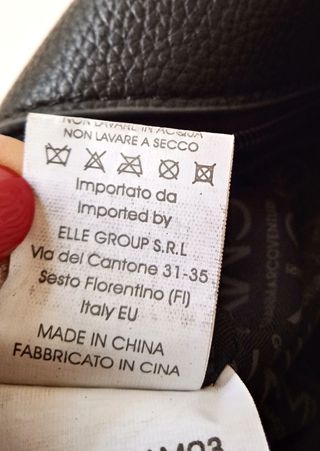 NON LAVARE IN ACQUA
NON LAVARE A SECCO
Importato da
Imported by
ELLE GROUP S.R.L
Via del Cantone 31-35
Sesto Fiorentino (FI)
Italy EU
MADE IN CHINA
FABBRICATO IN CINA